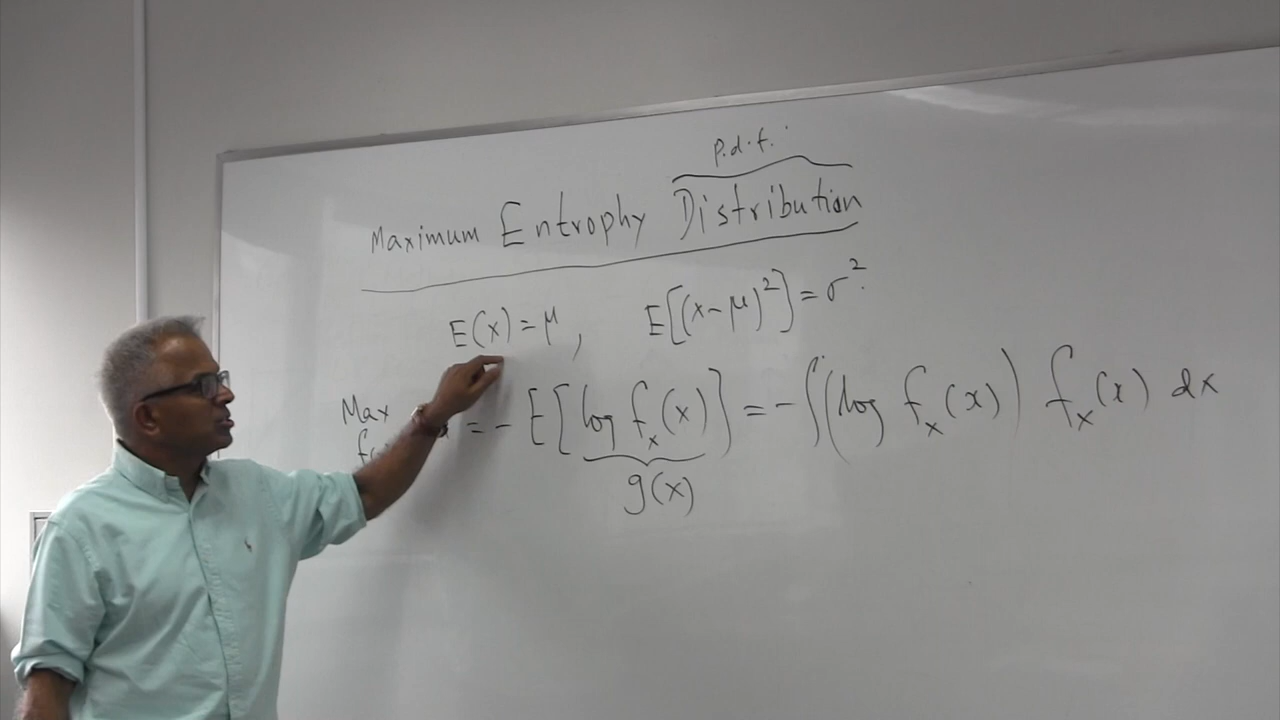 p.d.f.
Maximum Entrophy Distribution
E(x) = μ, E[(x-μ)²] = σ².
Max = - E[log fₓ(x)] = -∫(log fₓ(x)) fₓ(x) dx
g(x)